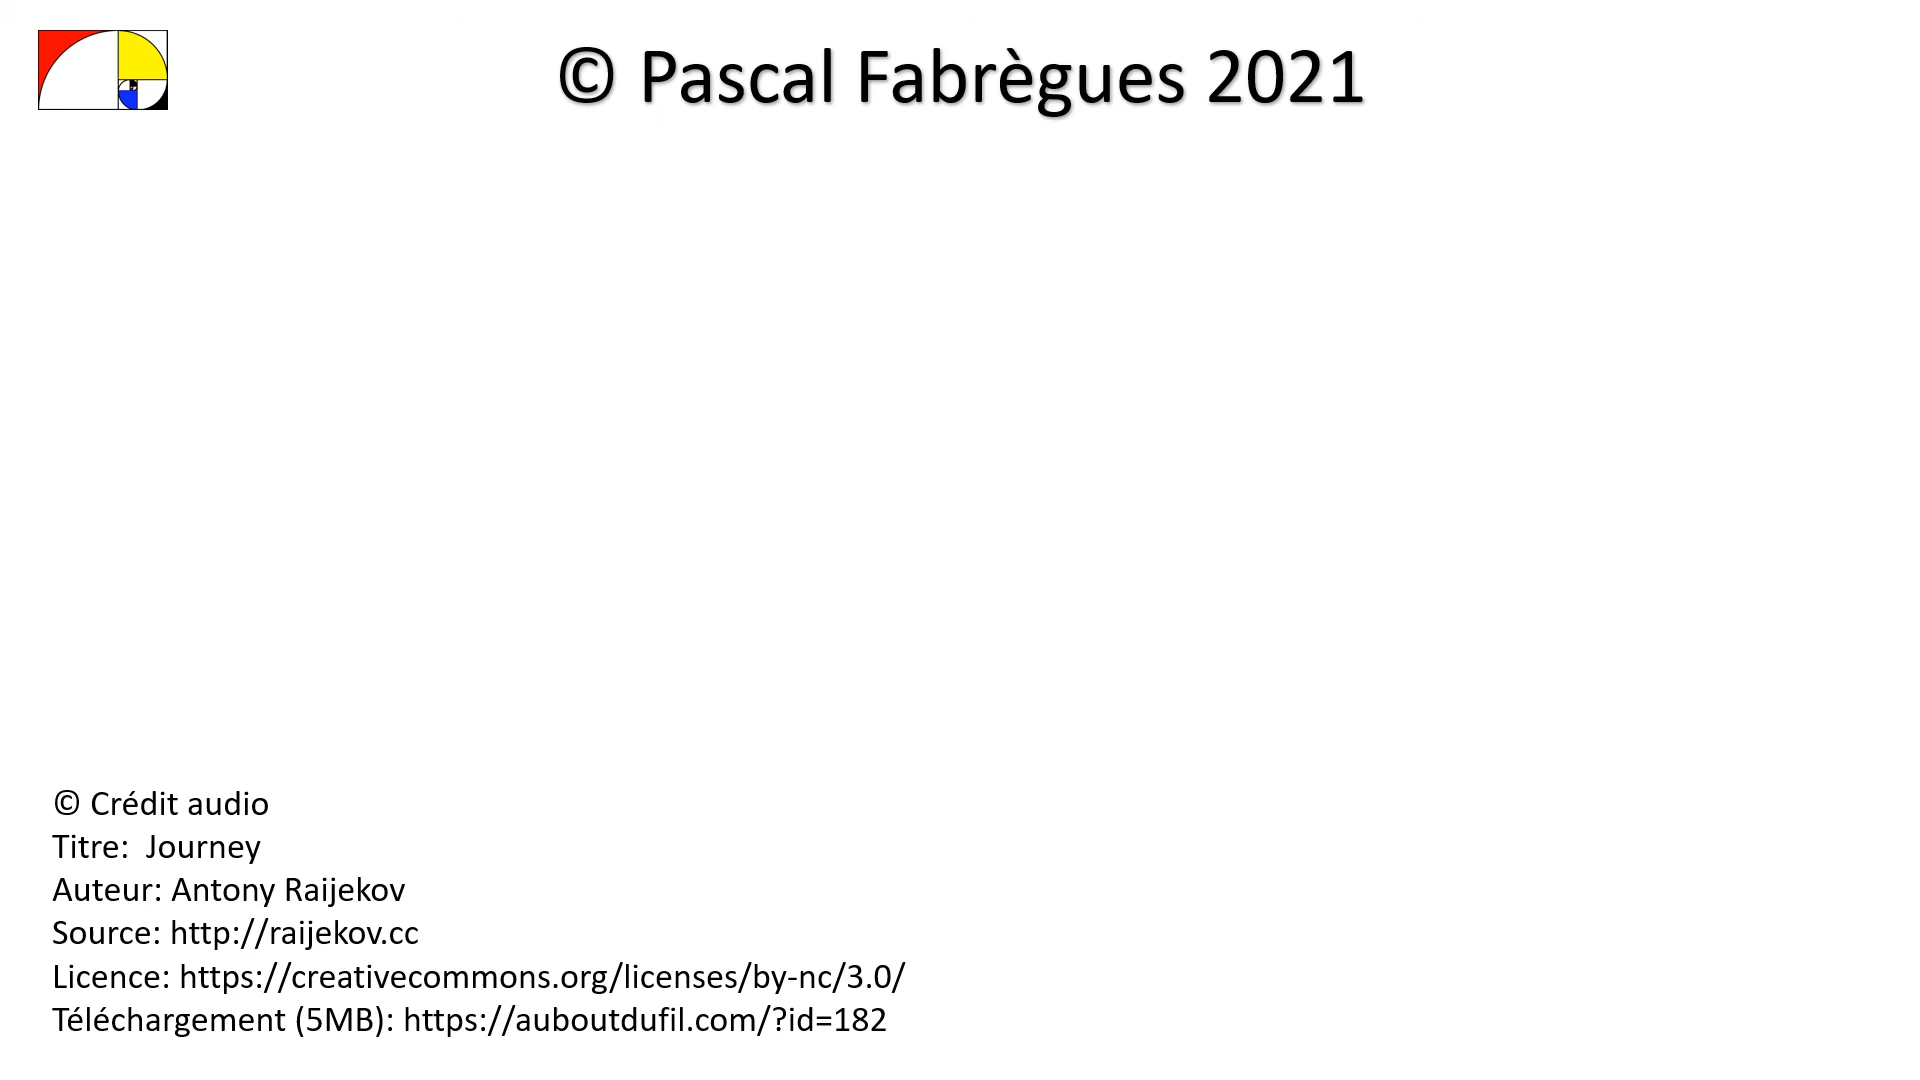 © Pascal Fabrègues 2021
© Crédit audio
Titre:  Journey
Auteur: Antony Raijekov
Source: http://raijekov.cc
Licence: https://creativecommons.org/licenses/by-nc/3.0/
Téléchargement (5MB): https://auboutdufil.com/?id=182